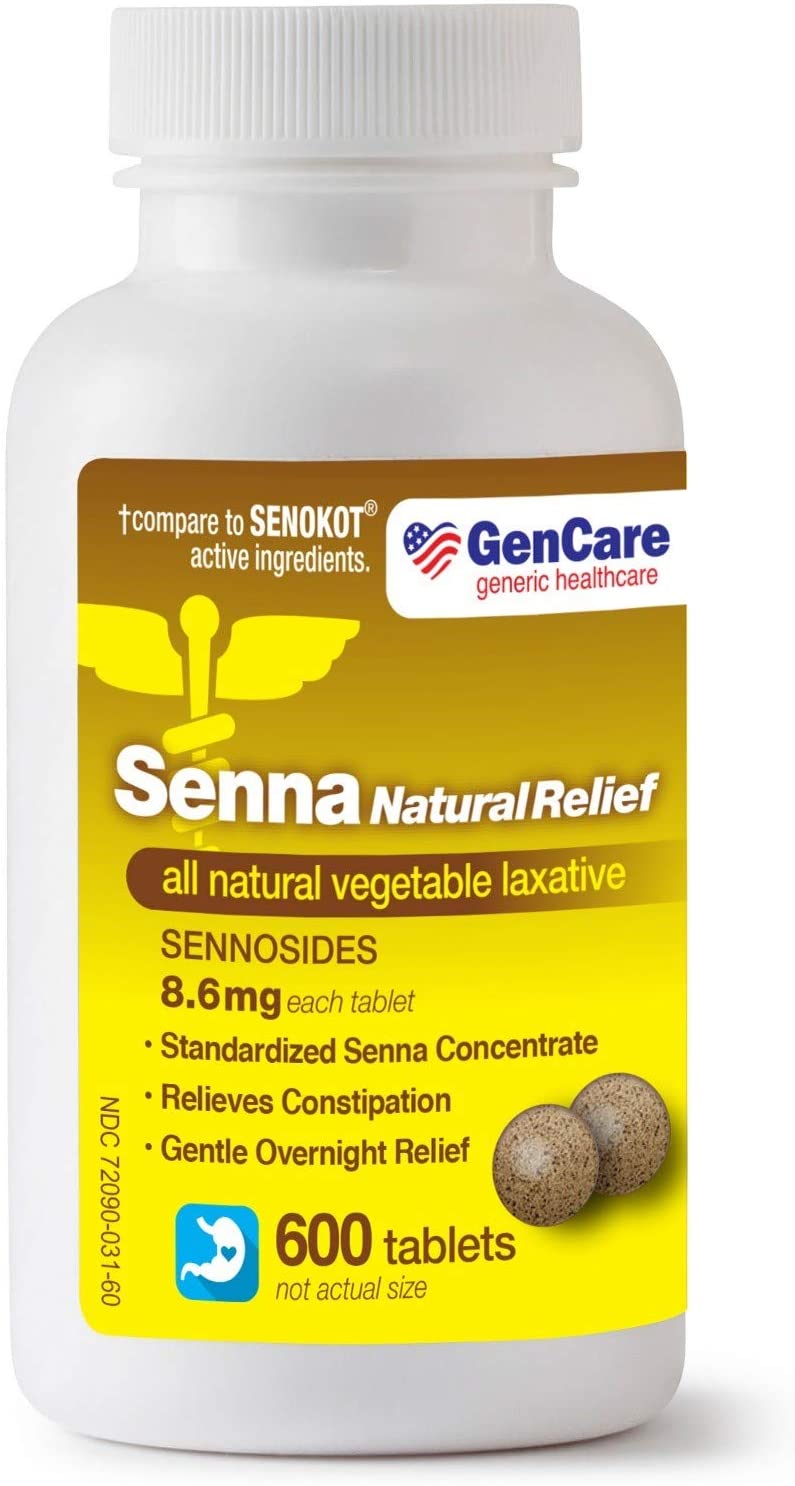 †compare to SENOKOT®
active ingredients.
GenCare
generic healthcare
Senna Natural Relief
all natural vegetable laxative
SENNOSIDES
8.6mg each tablet
• Standardized Senna Concentrate
• Relieves Constipation
• Gentle Overnight Relief
600 tablets
not actual size
NDC 72090-031-60